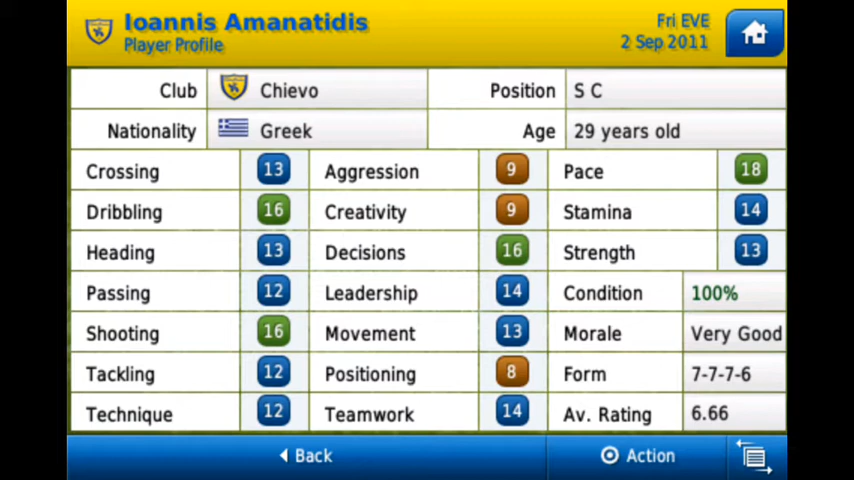 Ioannis Amanatidis
Player Profile
Fri EVE
2 Sep 2011
Club Chievo Position S C
Nationality Greek Age 29 years old
Crossing 13 Aggression 9 Pace 18
Dribbling 16 Creativity 9 Stamina 14
Heading 13 Decisions 16 Strength 13
Passing 12 Leadership 14 Condition 100%
Shooting 16 Movement 13 Morale Very Good
Tackling 12 Positioning 8 Form 7-7-7-6
Technique 12 Teamwork 14 Av. Rating 6.66
Back Action